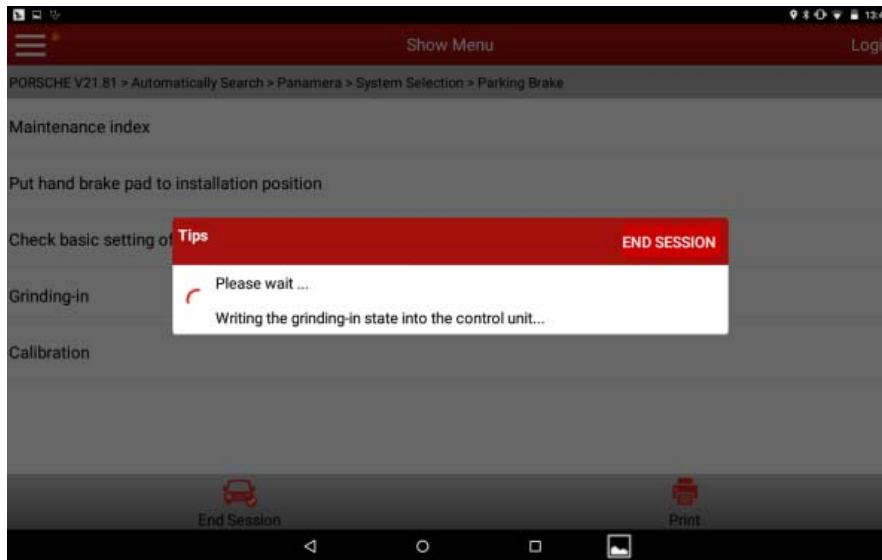 Show Menu
PORSCHE V21.81 > Automatically Search > Panamera > System Selection > Parking Brake
Maintenance index
Put hand brake pad to installation position
Check basic setting of
Tips
END SESSION
Please wait ...
Grinding-in
Writing the grinding-in state into the control unit...
Calibration
End Session
Print